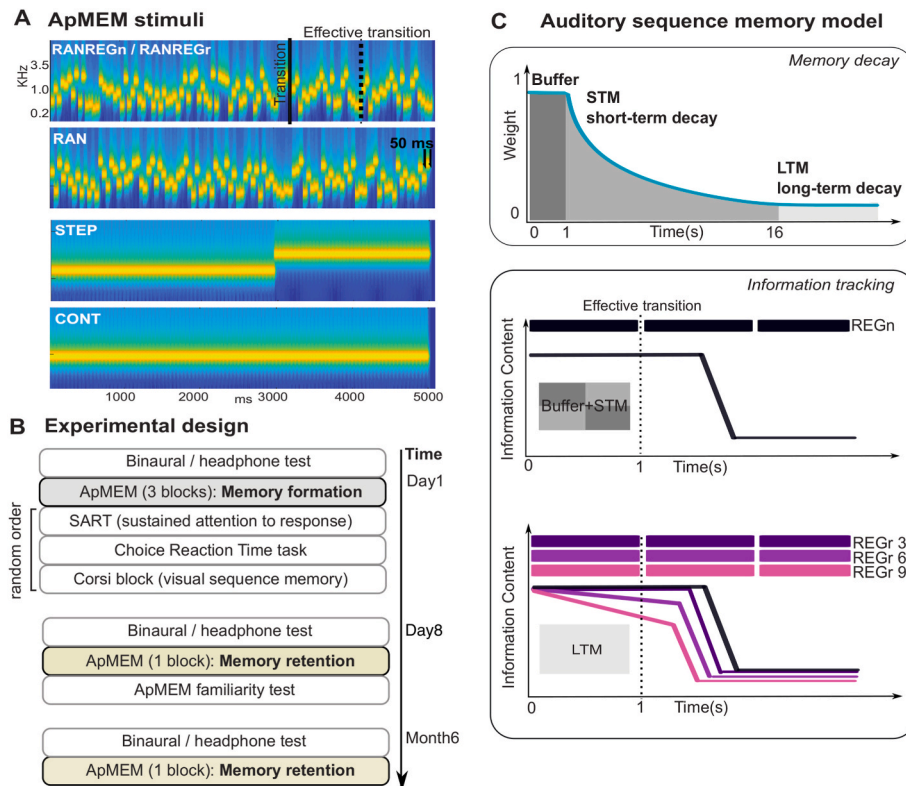 A ApMEM stimuli
Effective transition
RANREGn / RANREGr
Transition
KHz
3.5
1.0
0.2
RAN
50 ms
STEP
CONT
1000 ms 3000 4000 5000
B Experimental design
Time
Binaural / headphone test
Day1
ApMEM (3 blocks): Memory formation
random order
SART (sustained attention to response)
Choice Reaction Time task
Corsi block (visual sequence memory)
Binaural / headphone test
Day8
ApMEM (1 block): Memory retention
ApMEM familiarity test
Binaural / headphone test
Month6
ApMEM (1 block): Memory retention
C Auditory sequence memory model
Memory decay
1
Buffer
STM
short-term decay
Weight
LTM
long-term decay
0
0 1 Time(s) 16
Information tracking
Effective transition
REGn
Information Content
Buffer+STM
0 1 Time(s)
REGr 3
REGr 6
REGr 9
Information Content
LTM
0 1 Time(s)